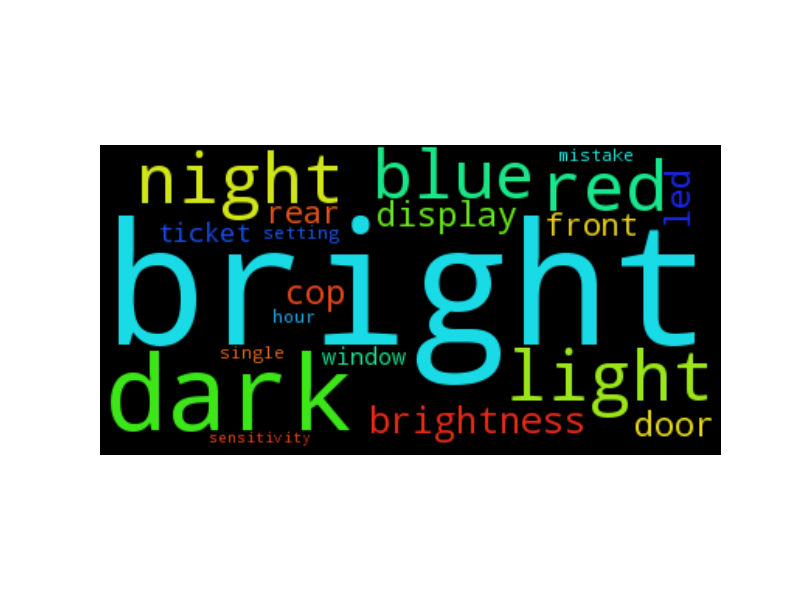 mistake
night
blue
red
led
rear
display
front
ticket
setting
bright
cop
hour
single
window
light
dark
brightness
door
sensitivity